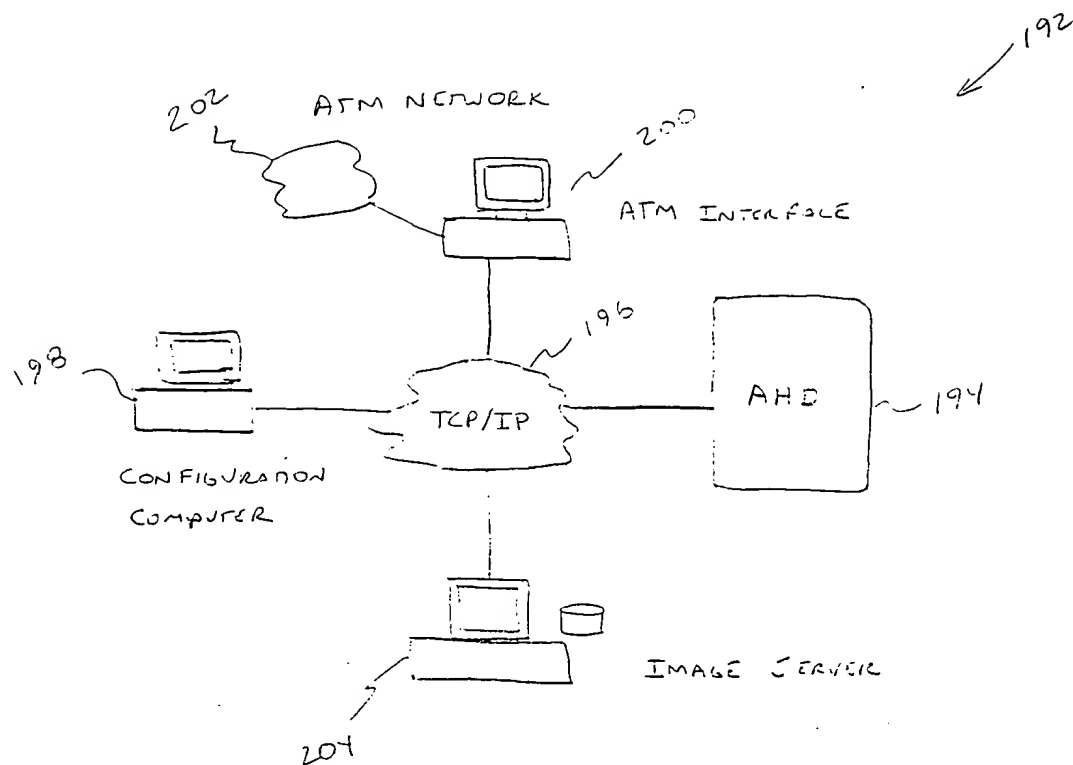 192
202
ATM NETWORK
200
ATM INTERFACE
196
198
TCP/IP
AHD
194
CONFIGURATION
COMPUTER
IMAGE SERVER
204